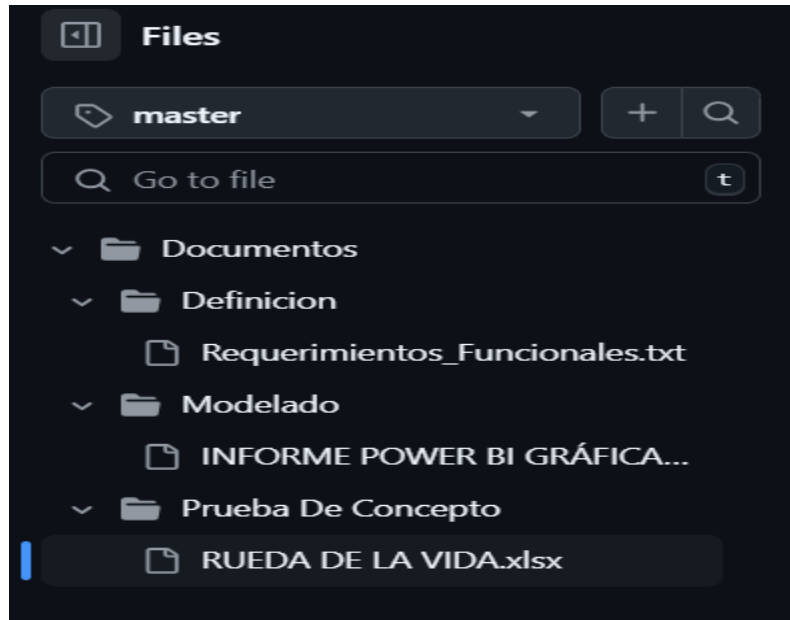 Files
master
Go to file t
Documentos
Definicion
Requerimientos_Funcionales.txt
Modelado
INFORME POWER BI GRÁFICA...
Prueba De Concepto
RUEDA DE LA VIDA.xlsx